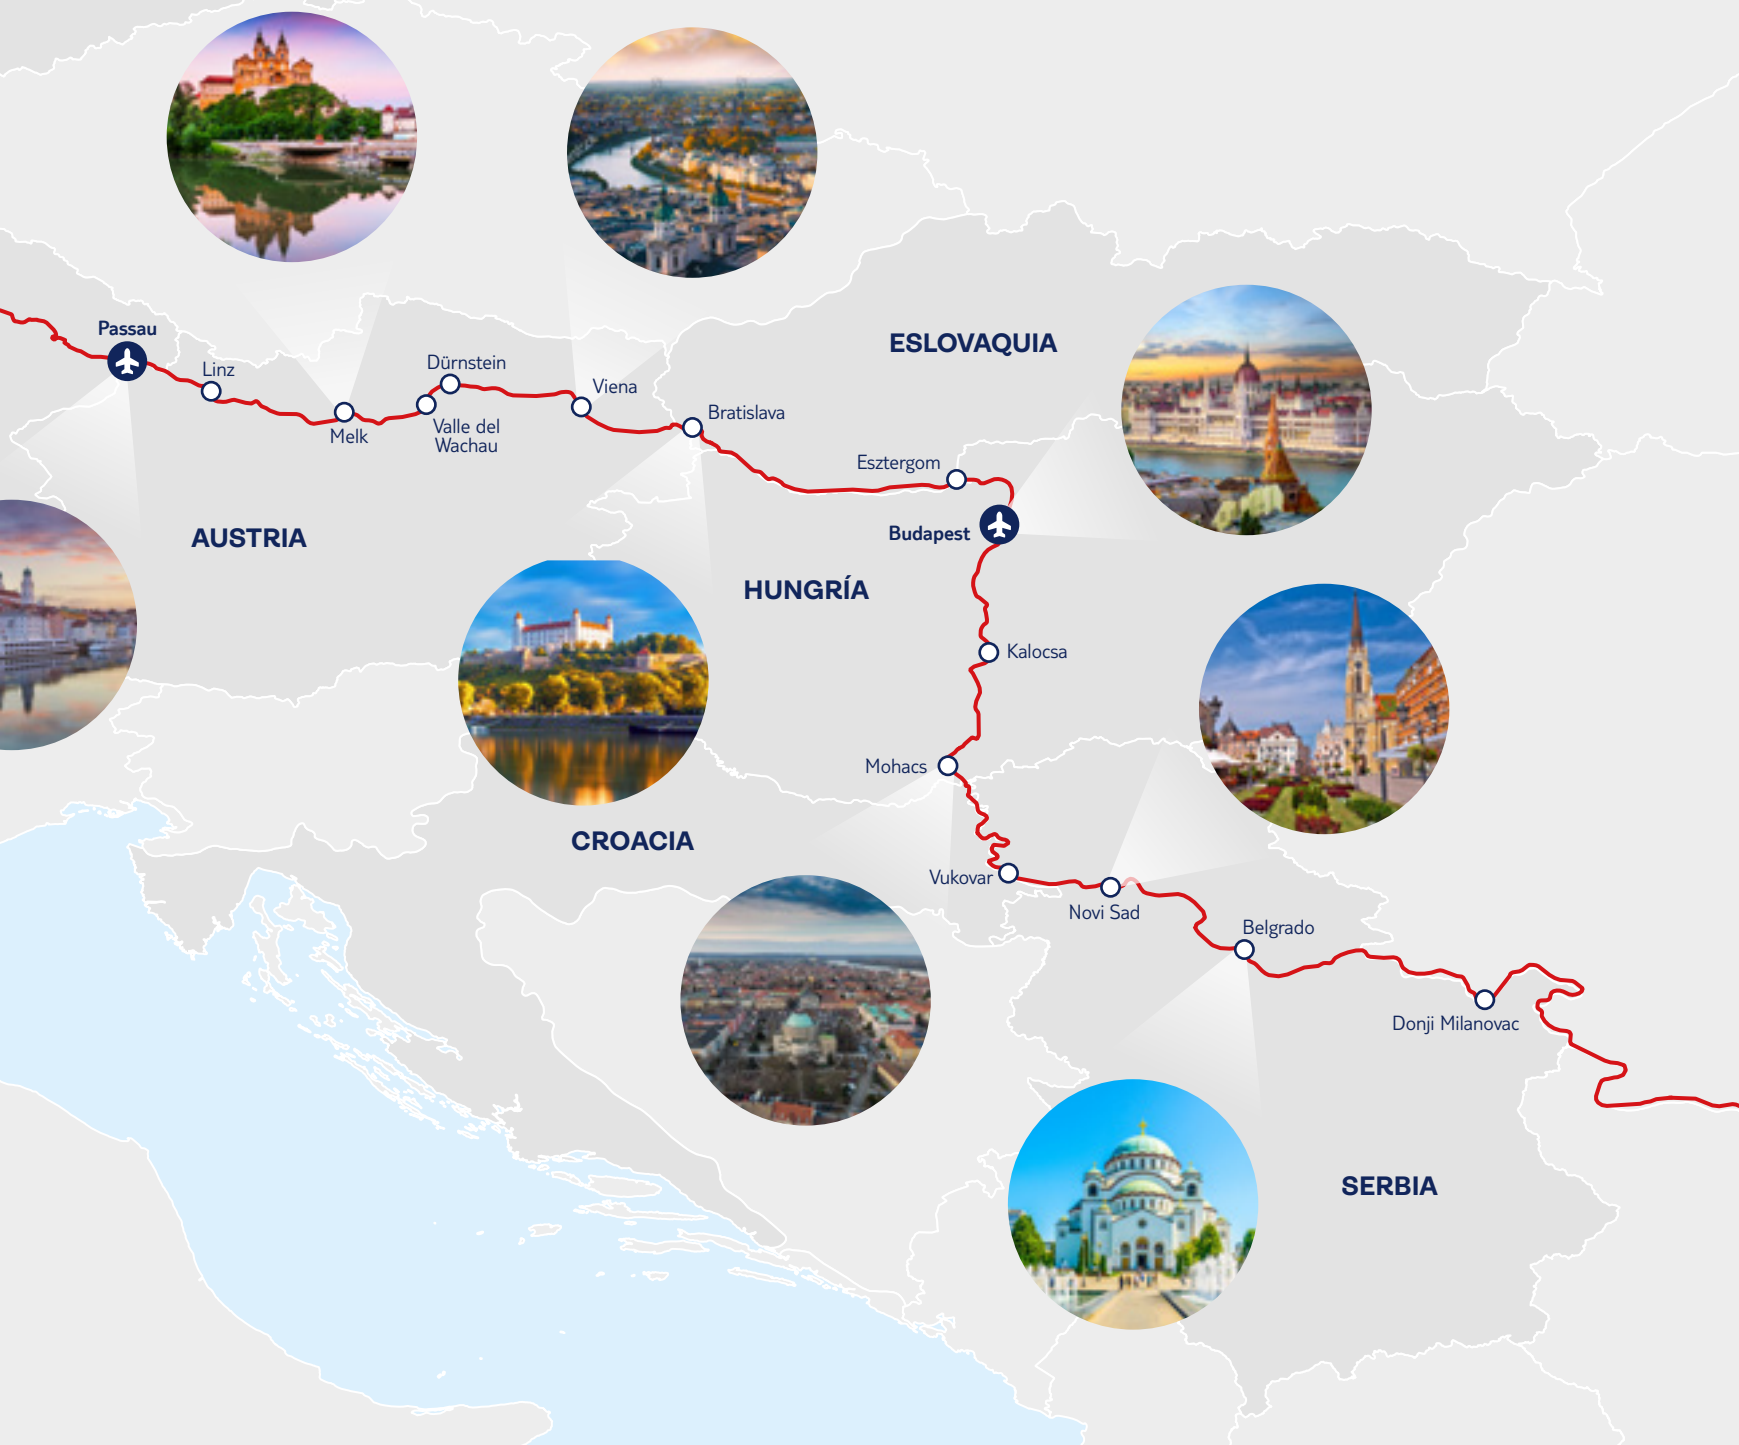 Passau
Linz
Melk
Dürnstein
Valle del
Wachau
Viena
Bratislava
ESLOVAQUIA
Esztergom
Budapest
AUSTRIA
HUNGRÍA
Kalocsa
Mohacs
CROACIA
Vukovar
Novi Sad
Belgrado
Donji Milanovac
SERBIA